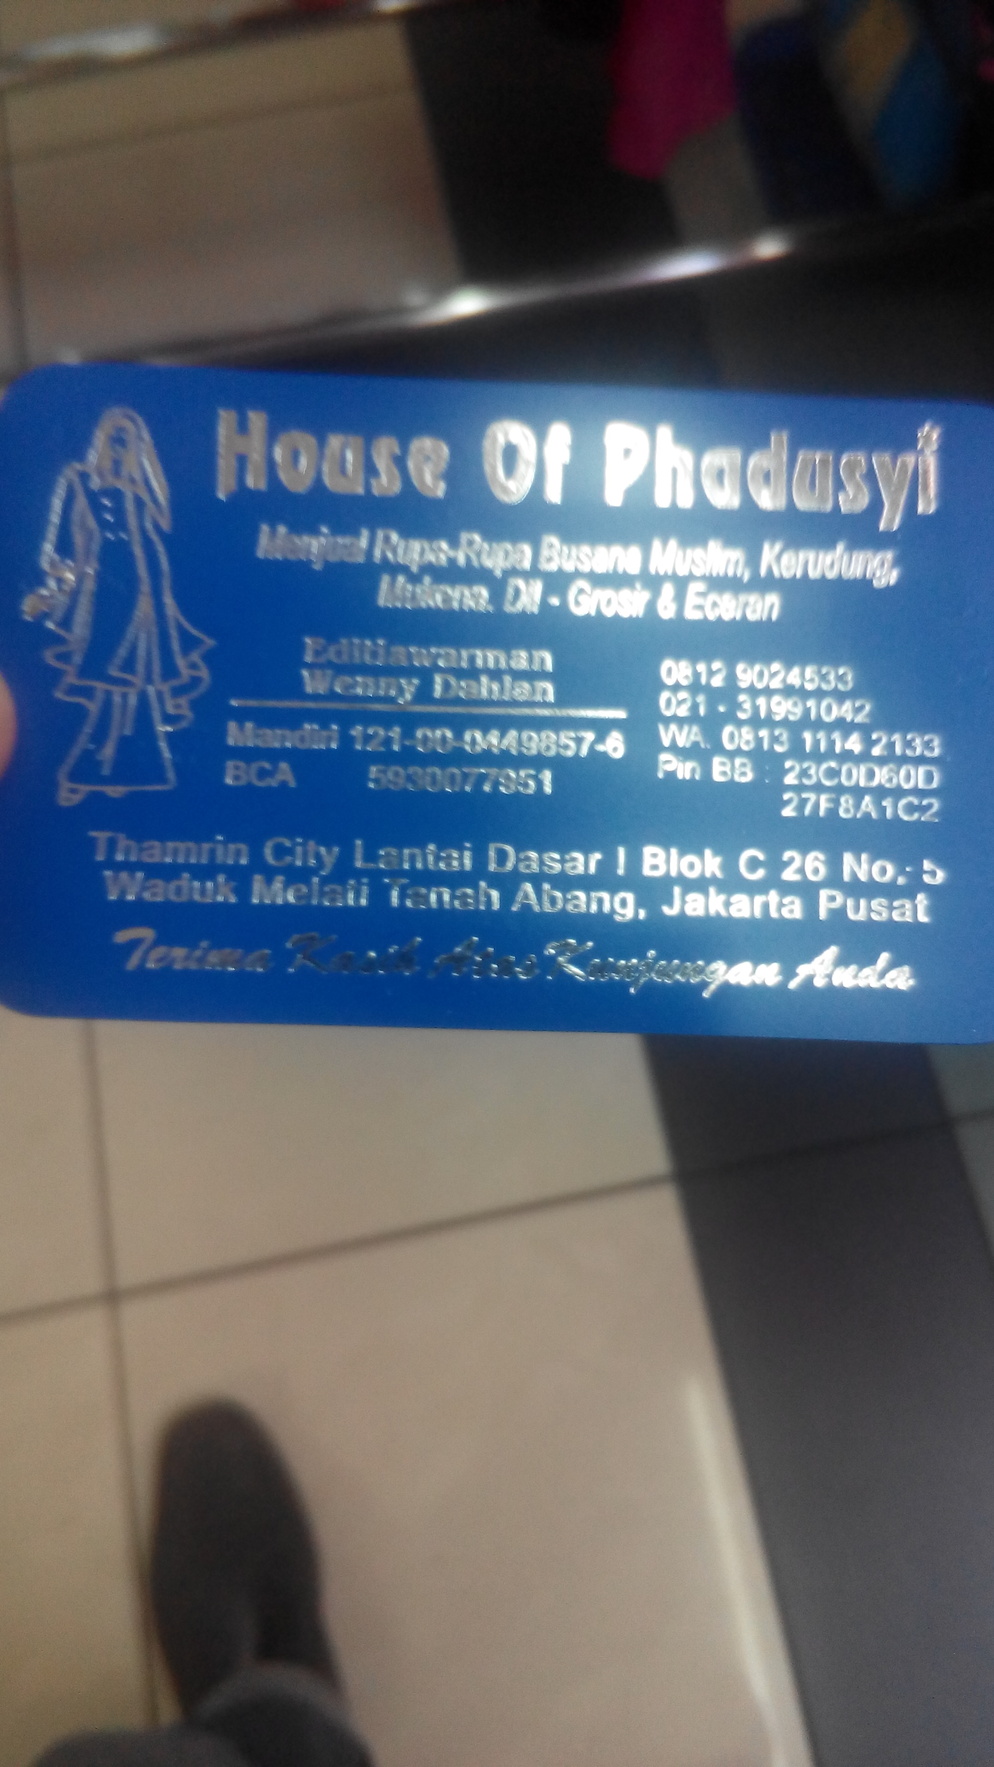 House Of Phadusyi
Menjual Rupa-Rupa Busana Muslim, Kerudung,
Mukena, Dll - Grosir & Eceran
Editiawarman
Wenny Dahlan
Mandiri 121-00-0449857-6
BCA 5930077951
0812 9024533
021 - 31991042
WA. 0813 1114 2133
Pin BB : 23C0D60D
27F8A1C2
Thamrin City Lantai Dasar I Blok C 26 No. 5
Waduk Melati Tanah Abang, Jakarta Pusat
Terima Kasih Atas Kunjungan Anda